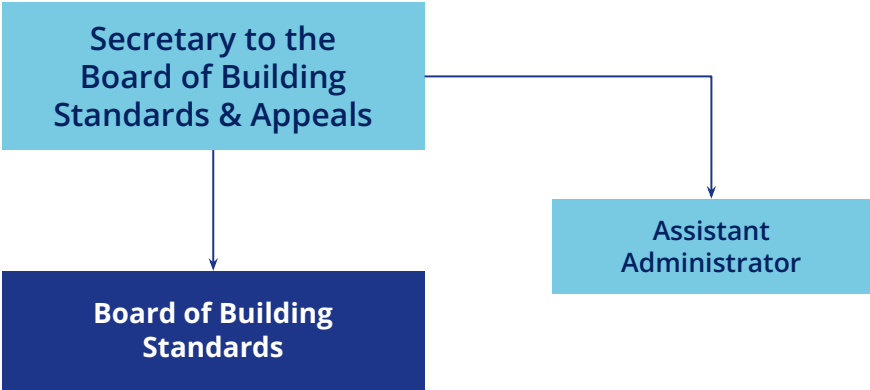 Secretary to the
Board of Building
Standards & Appeals
Assistant
Administrator
Board of Building
Standards